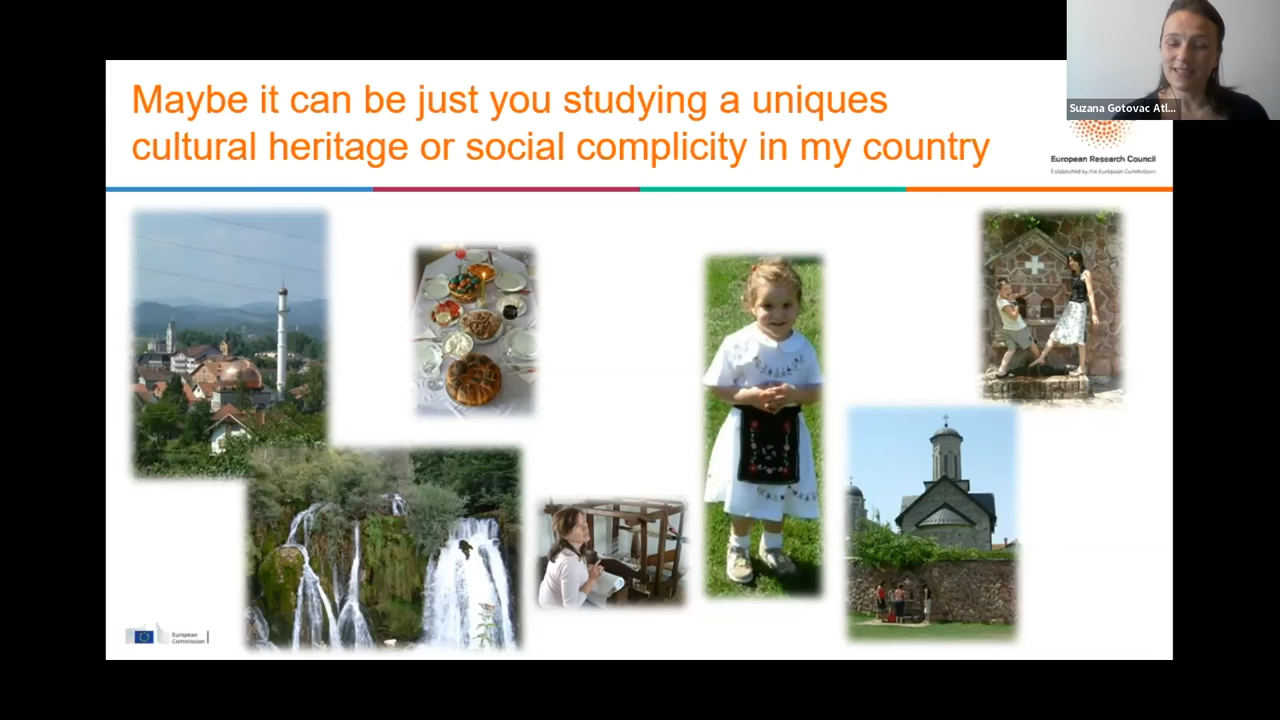 Maybe it can be just you studying a uniques
cultural heritage or social complicity in my country
Suzana Gotovac Atl...
European Research Council
Established by the European Commission
European
Commission